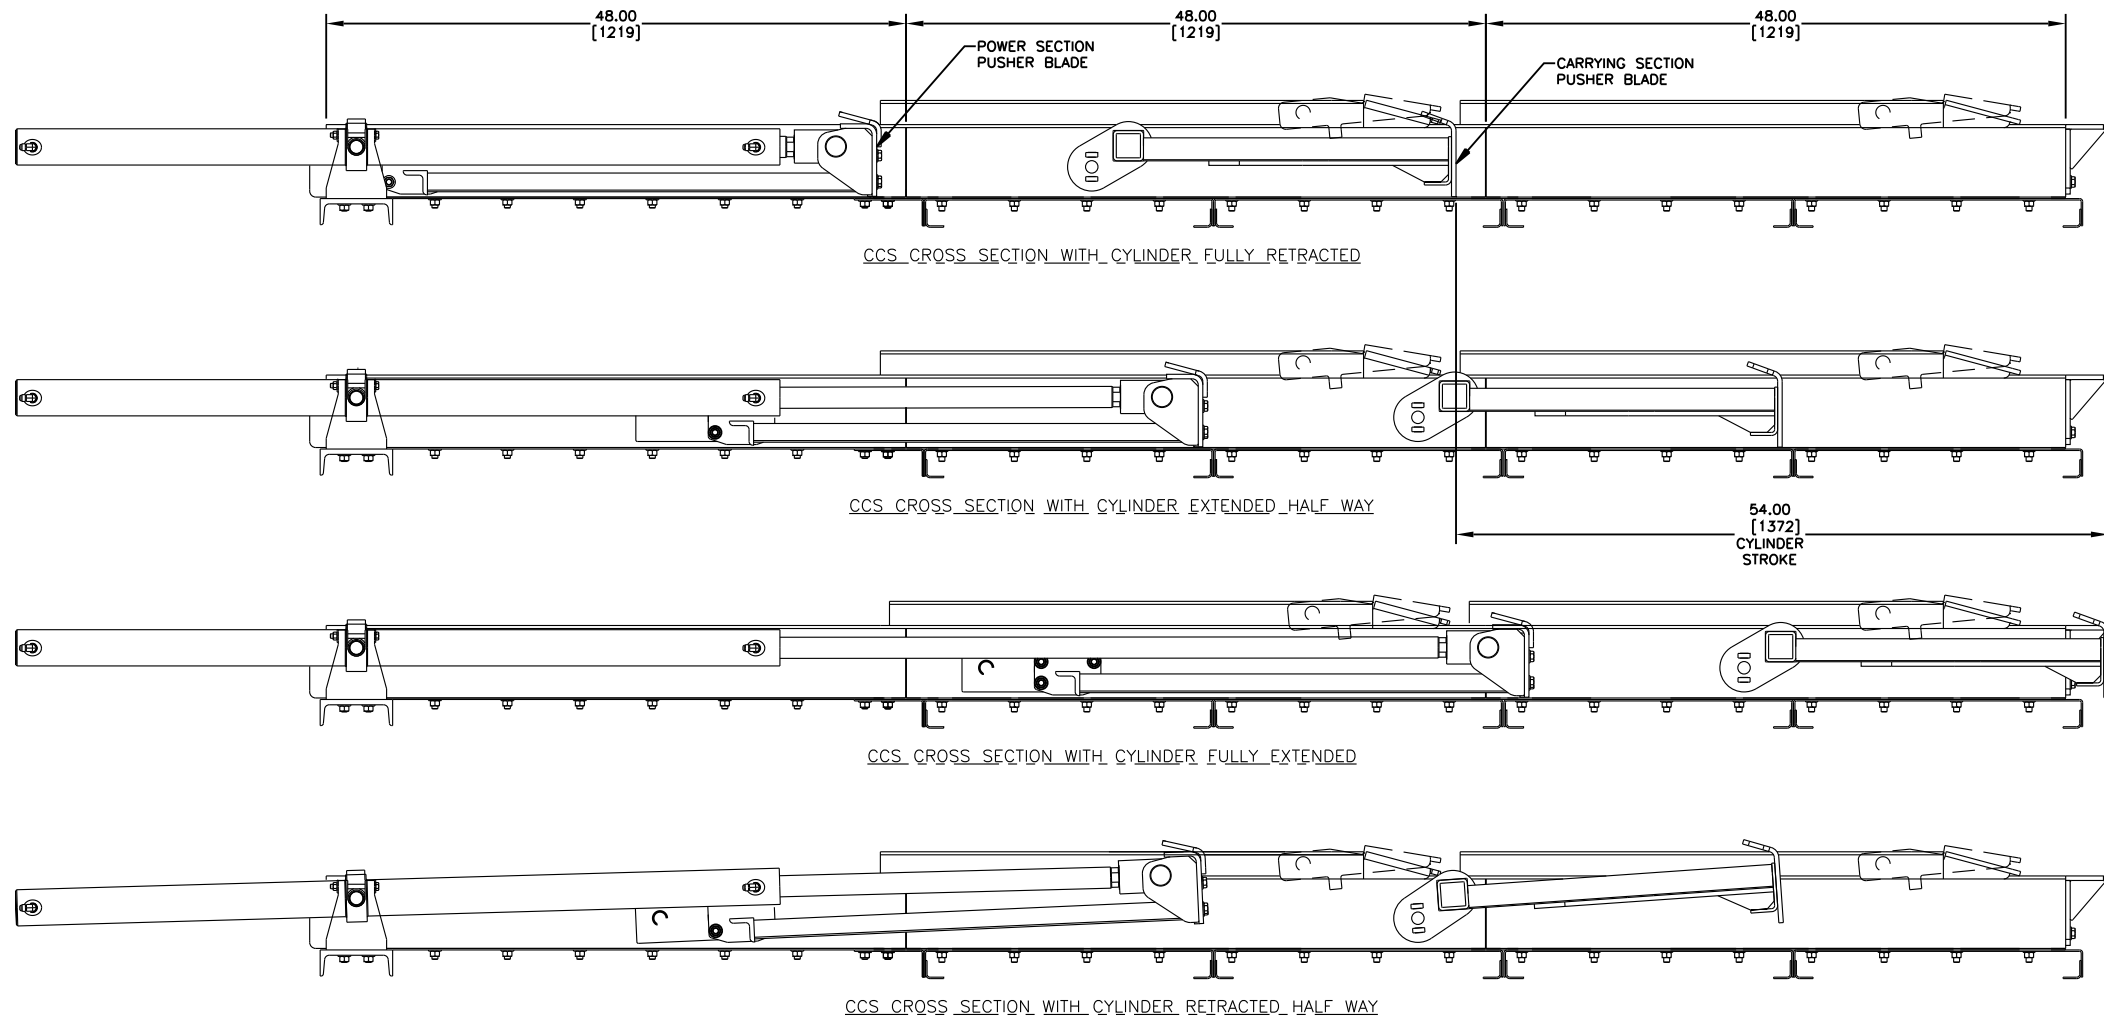 48.00
[1219]
48.00
[1219]
48.00
[1219]
POWER SECTION
PUSHER BLADE
CARRYING SECTION
PUSHER BLADE
CCS CROSS SECTION WITH CYLINDER FULLY RETRACTED
CCS CROSS SECTION WITH CYLINDER EXTENDED HALF WAY
54.00
[1372]
CYLINDER
STROKE
CCS CROSS SECTION WITH CYLINDER FULLY EXTENDED
CCS CROSS SECTION WITH CYLINDER RETRACTED HALF WAY